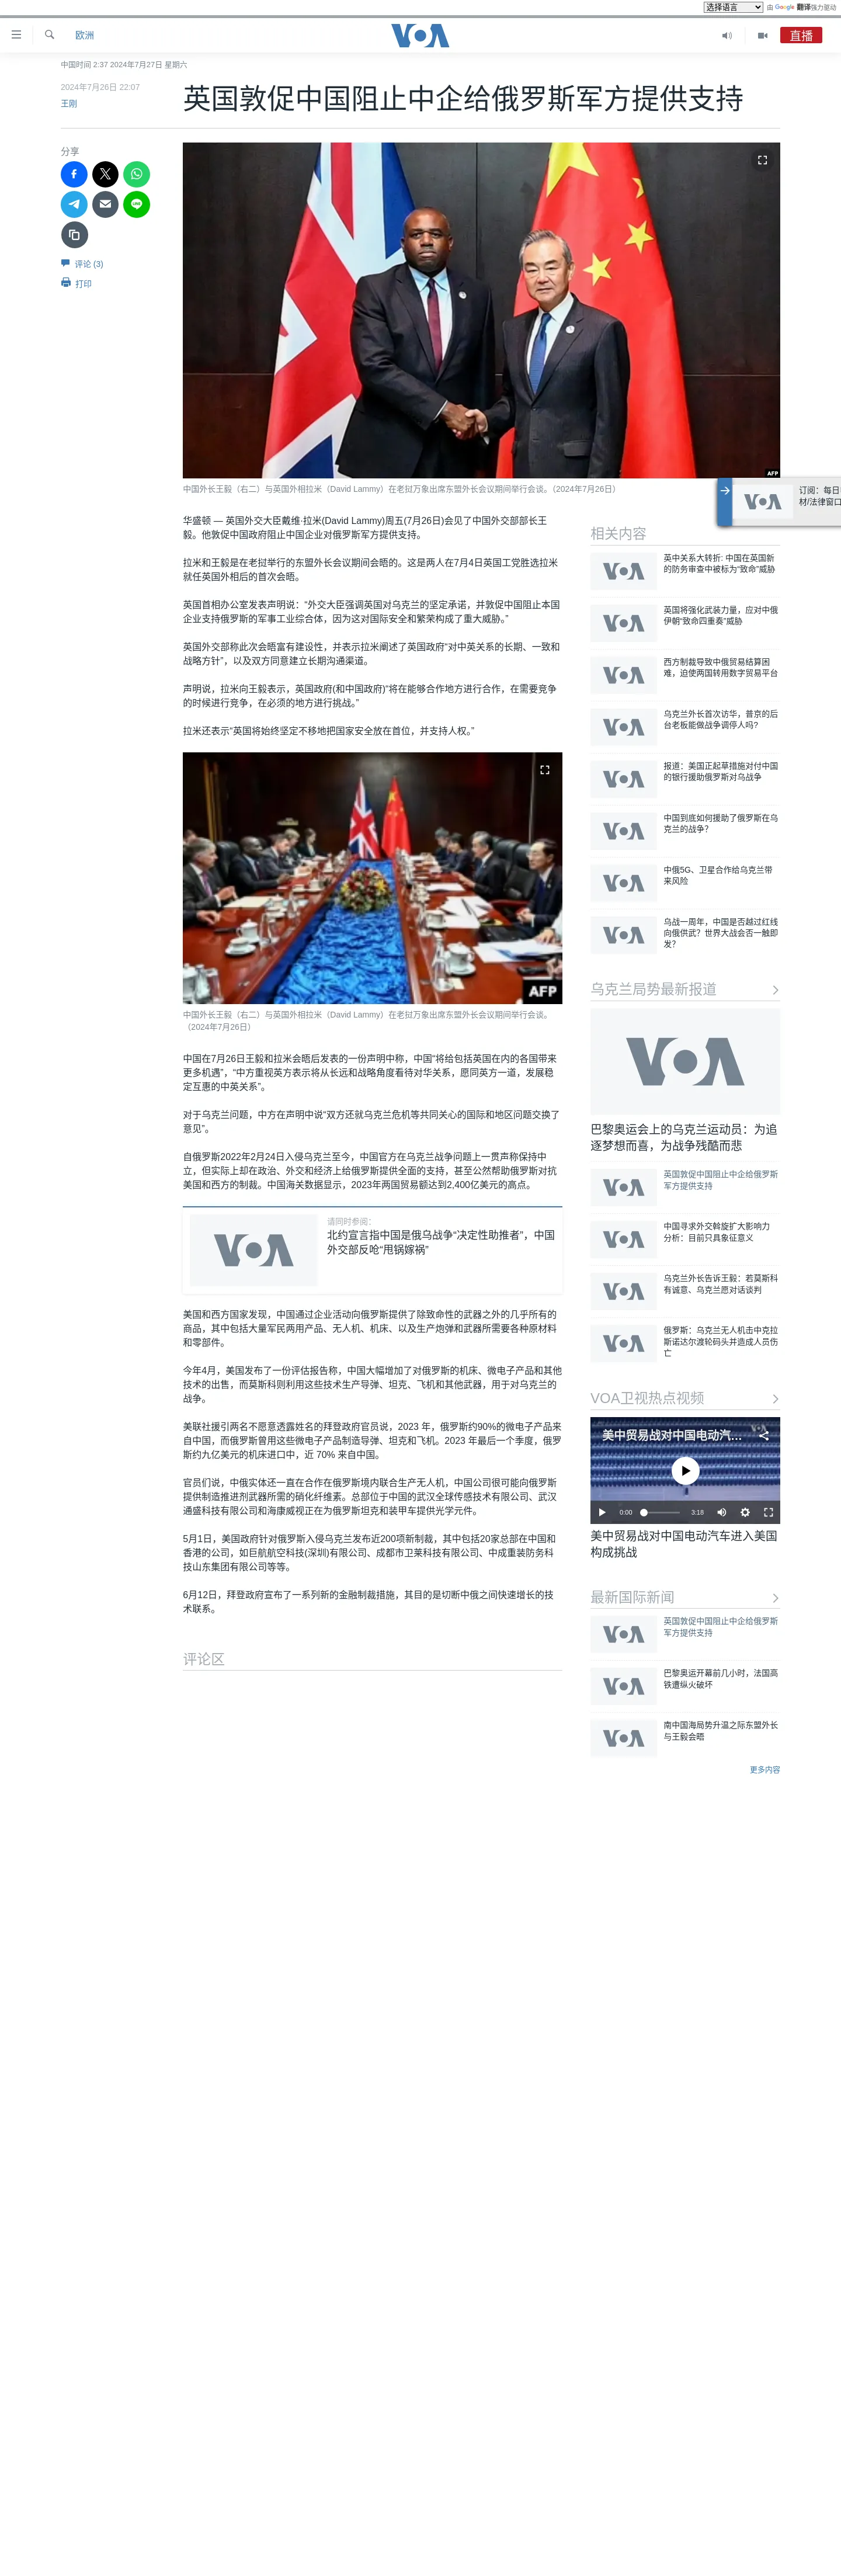 选择语言
由 Google 翻译强力驱动
欧洲
VOA
直播
中国时间 2:37 2024年7月27日 星期六
2024年7月26日 22:07
王刚
英国敦促中国阻止中企给俄罗斯军方提供支持
分享
评论 (3)
打印
AFP
中国外长王毅（右二）与英国外相拉米（David Lammy）在老挝万象出席东盟外长会议期间举行会谈。（2024年7月26日）
订阅：每日
材/法律窗口
VOA
华盛顿 — 英国外交大臣戴维·拉米(David Lammy)周五(7月26日)会见了中国外交部部长王
毅。他敦促中国政府阻止中国企业对俄罗斯军方提供支持。
拉米和王毅是在老挝举行的东盟外长会议期间会晤的。这是两人在7月4日英国工党胜选拉米
就任英国外相后的首次会晤。
英国首相办公室发表声明说：“外交大臣强调英国对乌克兰的坚定承诺，并敦促中国阻止本国
企业支持俄罗斯的军事工业综合体，因为这对国际安全和繁荣构成了重大威胁。”
英国外交部称此次会晤富有建设性，并表示拉米阐述了英国政府“对中英关系的长期、一致和
战略方针”，以及双方同意建立长期沟通渠道。
声明说，拉米向王毅表示，英国政府(和中国政府)“将在能够合作地方进行合作，在需要竞争
的时候进行竞争，在必须的地方进行挑战。”
拉米还表示“英国将始终坚定不移地把国家安全放在首位，并支持人权。”
AFP
中国外长王毅（右二）与英国外相拉米（David Lammy）在老挝万象出席东盟外长会议期间举行会谈。
（2024年7月26日）
中国在7月26日王毅和拉米会晤后发表的一份声明中称，中国“将给包括英国在内的各国带来
更多机遇”，“中方重视英方表示将从长远和战略角度看待对华关系，愿同英方一道，发展稳
定互惠的中英关系”。
对于乌克兰问题，中方在声明中说“双方还就乌克兰危机等共同关心的国际和地区问题交换了
意见”。
自俄罗斯2022年2月24日入侵乌克兰至今，中国官方在乌克兰战争问题上一贯声称保持中
立，但实际上却在政治、外交和经济上给俄罗斯提供全面的支持，甚至公然帮助俄罗斯对抗
美国和西方的制裁。中国海关数据显示，2023年两国贸易额达到2,400亿美元的高点。
VOA
请同时参阅：
北约宣言指中国是俄乌战争“决定性助推者”，中国
外交部反呛“甩锅嫁祸”
美国和西方国家发现，中国通过企业活动向俄罗斯提供了除致命性的武器之外的几乎所有的
商品，其中包括大量军民两用产品、无人机、机床、以及生产炮弹和武器所需要各种原材料
和零部件。
今年4月，美国发布了一份评估报告称，中国大幅增加了对俄罗斯的机床、微电子产品和其他
技术的出售，而莫斯科则利用这些技术生产导弹、坦克、飞机和其他武器，用于对乌克兰的
战争。
美联社援引两名不愿意透露姓名的拜登政府官员说，2023 年，俄罗斯约90%的微电子产品来
自中国，而俄罗斯曾用这些微电子产品制造导弹、坦克和飞机。2023 年最后一个季度，俄罗
斯约九亿美元的机床进口中，近 70% 来自中国。
官员们说，中俄实体还一直在合作在俄罗斯境内联合生产无人机，中国公司很可能向俄罗斯
提供制造推进剂武器所需的硝化纤维素。总部位于中国的武汉全球传感技术有限公司、武汉
通盛科技有限公司和海康威视正在为俄罗斯坦克和装甲车提供光学元件。
5月1日，美国政府针对俄罗斯入侵乌克兰发布近200项新制裁，其中包括20家总部在中国和
香港的公司，如巨航航空科技(深圳)有限公司、成都市卫莱科技有限公司、中成重装防务科
技山东集团有限公司等等。
6月12日，拜登政府宣布了一系列新的金融制裁措施，其目的是切断中俄之间快速增长的技
术联系。
评论区
相关内容
VOA
英中关系大转折: 中国在英国新
的防务审查中被标为“致命”威胁
VOA
英国将强化武装力量，应对中俄
伊朝“致命四重奏”威胁
VOA
西方制裁导致中俄贸易结算困
难，迫使两国转用数字贸易平台
VOA
乌克兰外长首次访华，普京的后
台老板能做战争调停人吗?
VOA
报道：美国正起草措施对付中国
的银行援助俄罗斯对乌战争
VOA
中国到底如何援助了俄罗斯在乌
克兰的战争？
VOA
中俄5G、卫星合作给乌克兰带
来风险
VOA
乌战一周年，中国是否越过红线
向俄供武？世界大战会否一触即
发？
乌克兰局势最新报道
VOA
巴黎奥运会上的乌克兰运动员：为追
逐梦想而喜，为战争残酷而悲
VOA
英国敦促中国阻止中企给俄罗斯
军方提供支持
VOA
中国寻求外交斡旋扩大影响力
分析：目前只具象征意义
VOA
乌克兰外长告诉王毅：若莫斯科
有诚意、乌克兰愿对话谈判
VOA
俄罗斯：乌克兰无人机击中克拉
斯诺达尔渡轮码头并造成人员伤
亡
VOA卫视热点视频
美中贸易战对中国电动汽...
VOA
0:00
3:18
美中贸易战对中国电动汽车进入美国
构成挑战
最新国际新闻
VOA
英国敦促中国阻止中企给俄罗斯
军方提供支持
VOA
巴黎奥运开幕前几小时，法国高
铁遭纵火破坏
VOA
南中国海局势升温之际东盟外长
与王毅会晤
更多内容